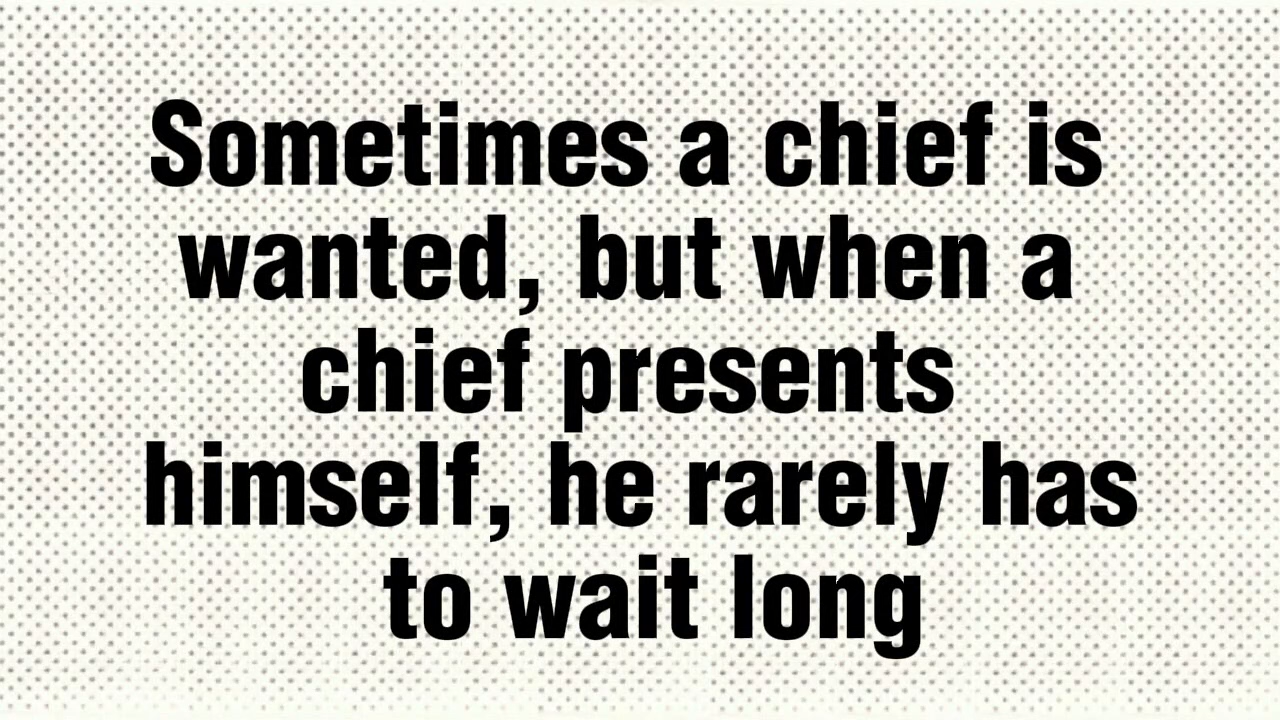 Sometimes a chief is
wanted, but when a
chief presents
himself, he rarely has
to wait long